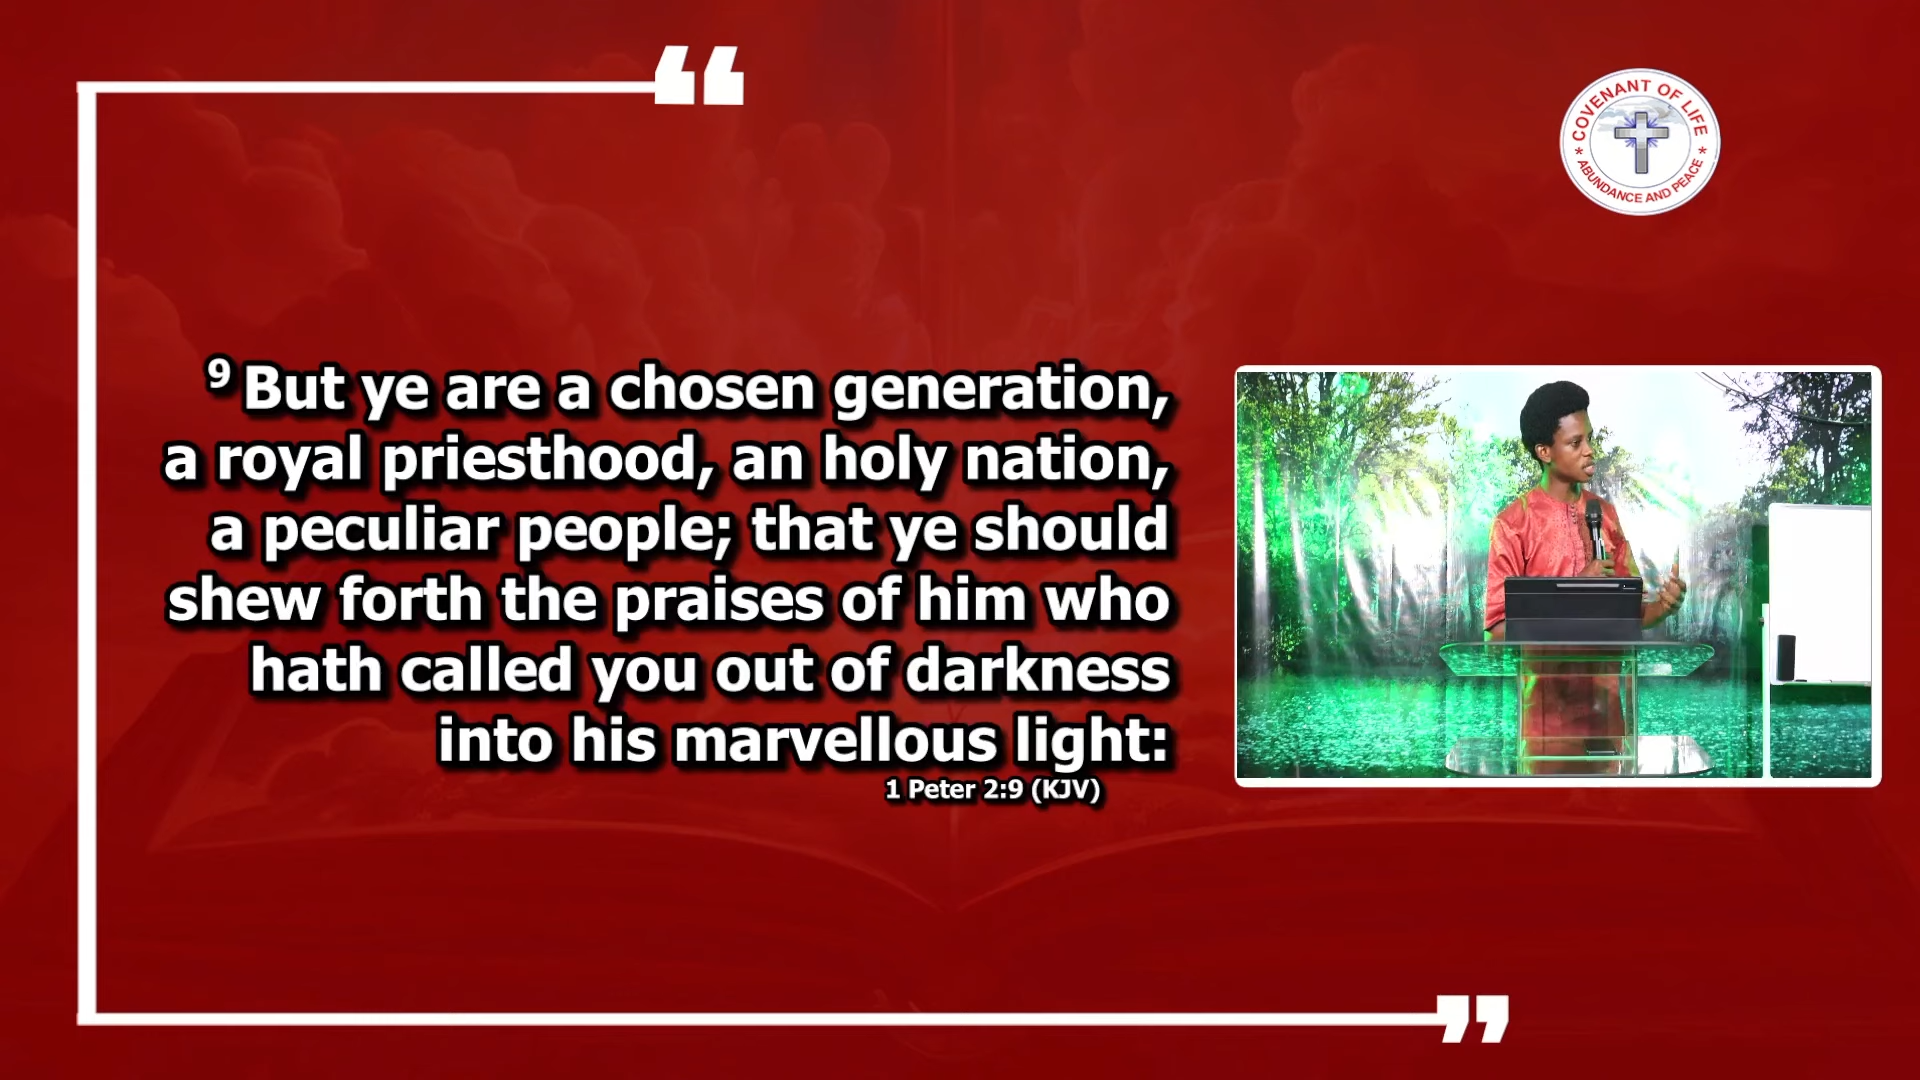 COVENANT OF LIFE
* ABUNDANCE AND PEACE *
9 But ye are a chosen generation,
a royal priesthood, an holy nation,
a peculiar people; that ye should
shew forth the praises of him who
hath called you out of darkness
into his marvellous light:
1 Peter 2:9 (KJV)